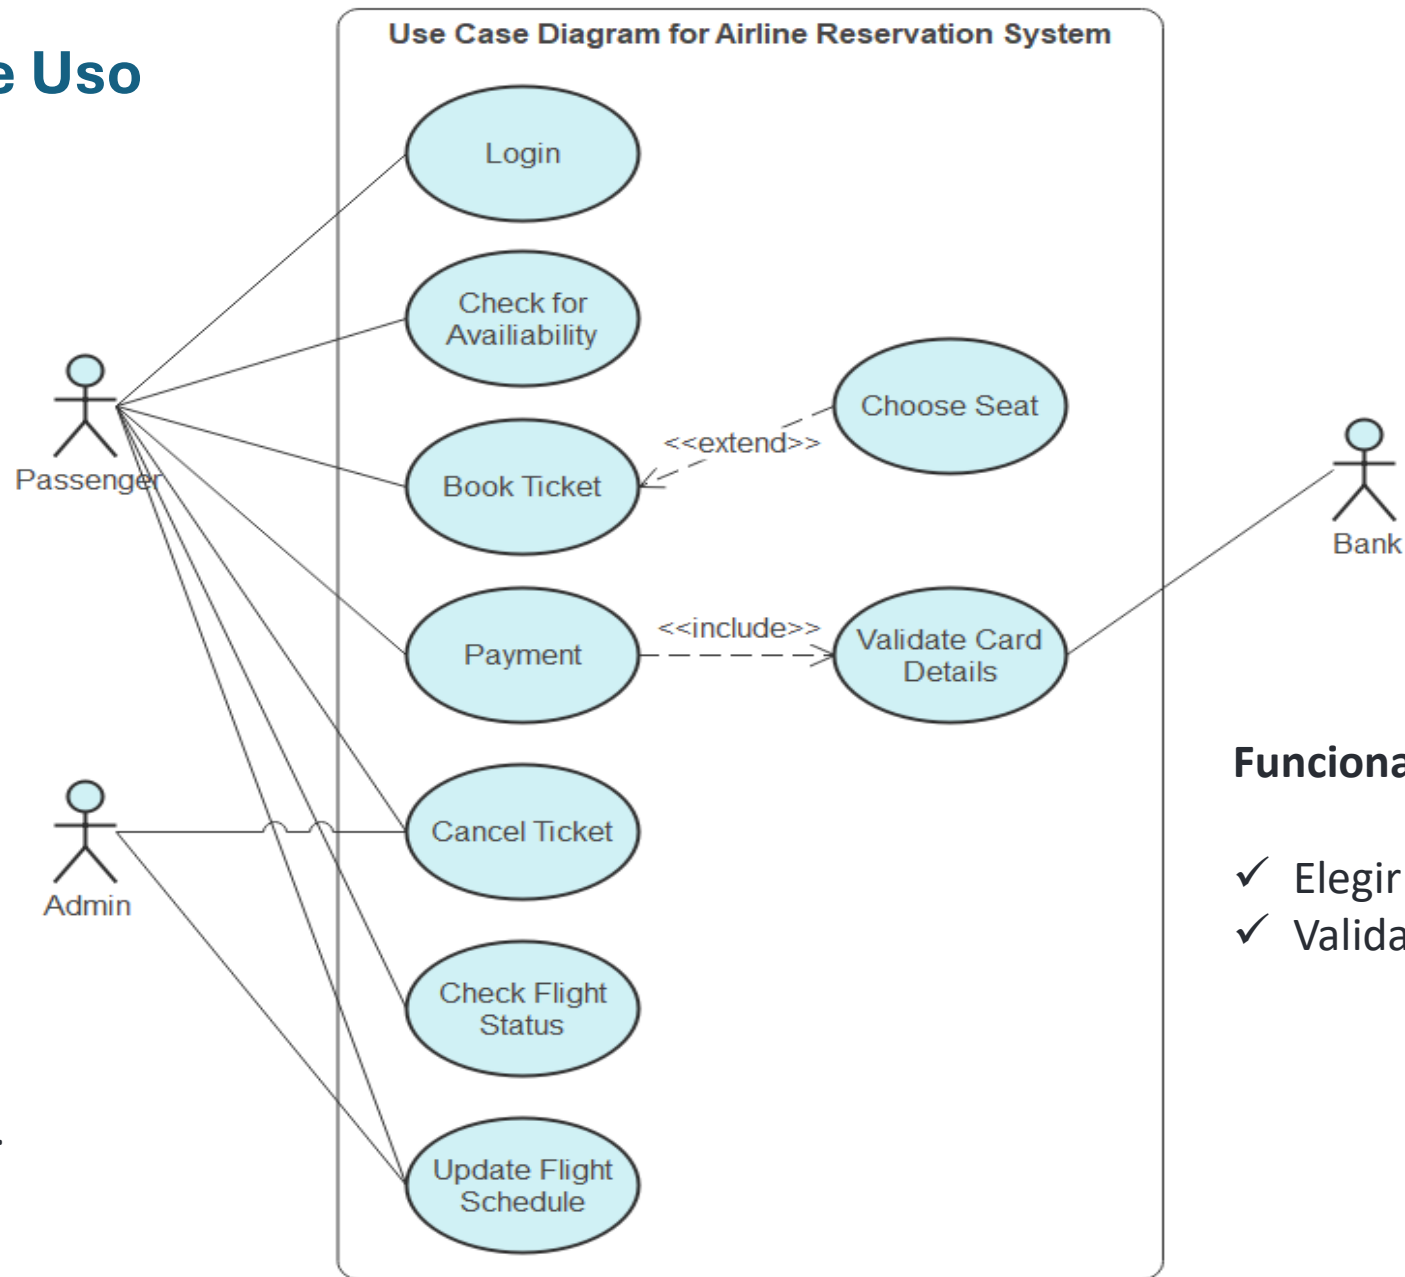 e Uso
Use Case Diagram for Airline Reservation System
Login
Check for
Availiability
Choose Seat
<<extend>>
Book Ticket
Passenger
Bank
<<include>>
Payment
Validate Card
Details
Funciona
Cancel Ticket
✓ Elegir
✓ Valida
Admin
Check Flight
Status
.
Update Flight
Schedule